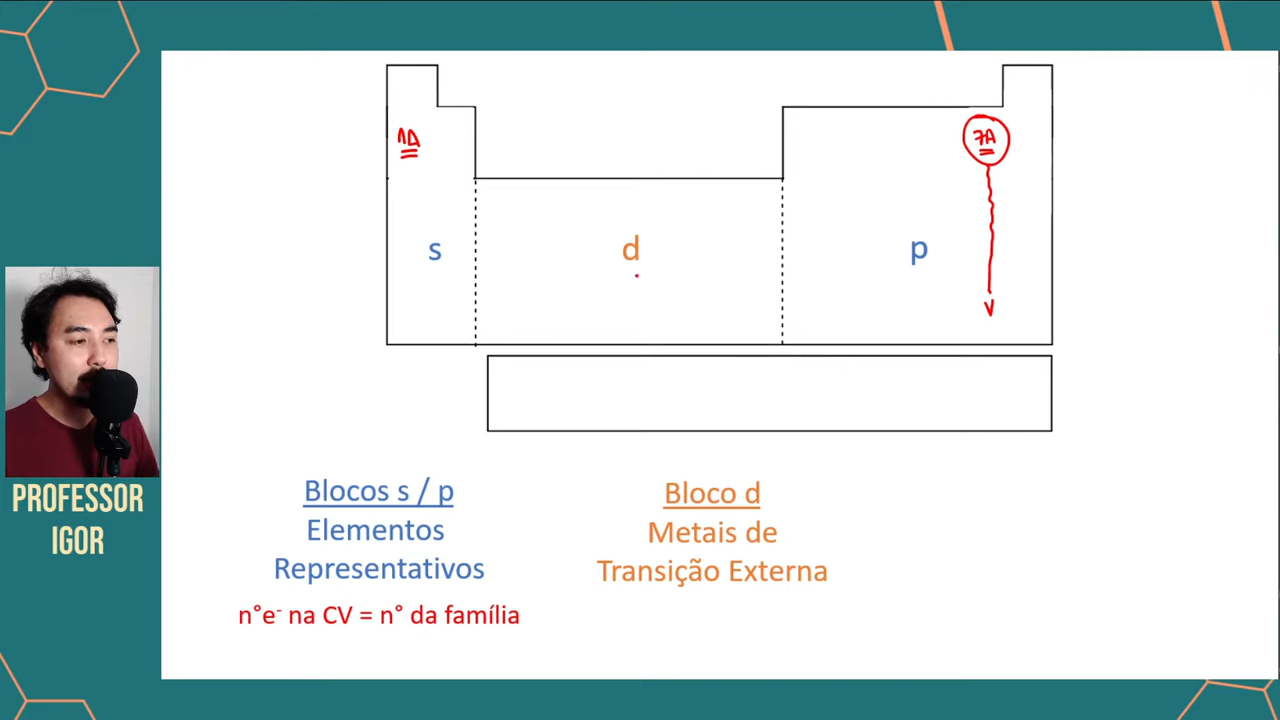 1A
7A
s
d
p
Blocos s / p
Elementos
Representativos
n°e⁻ na CV = n° da família
Bloco d
Metais de
Transição Externa
PROFESSOR
IGOR